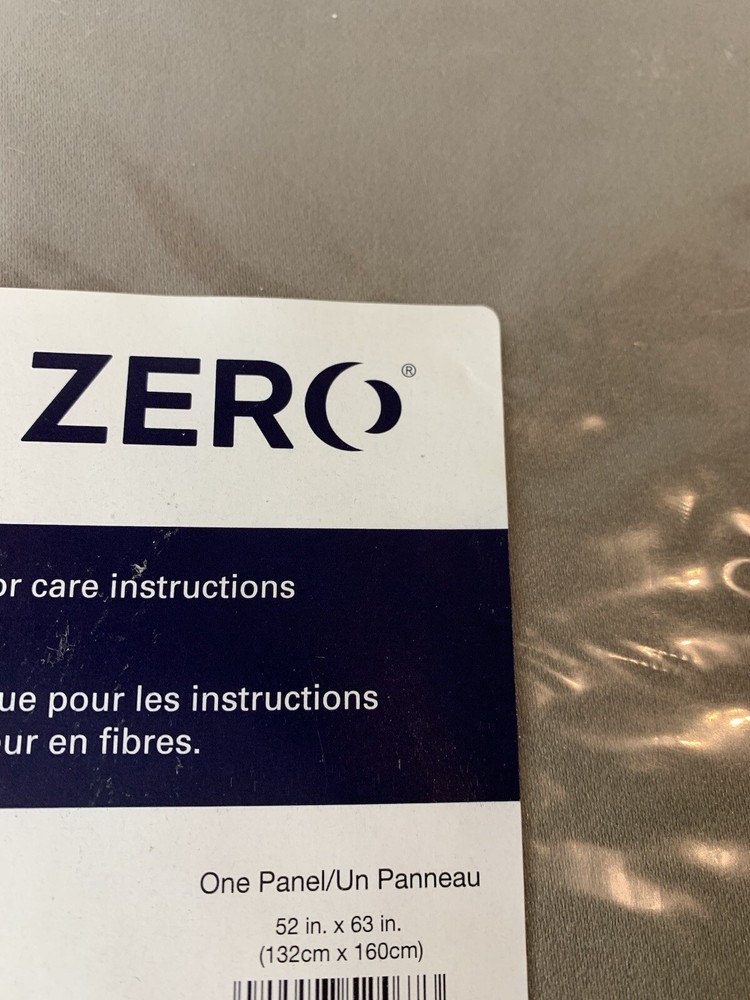 ZERO®
or care instructions
ue pour les instructions
ur en fibres.
One Panel/Un Panneau
52 in. x 63 in.
(132cm x 160cm)